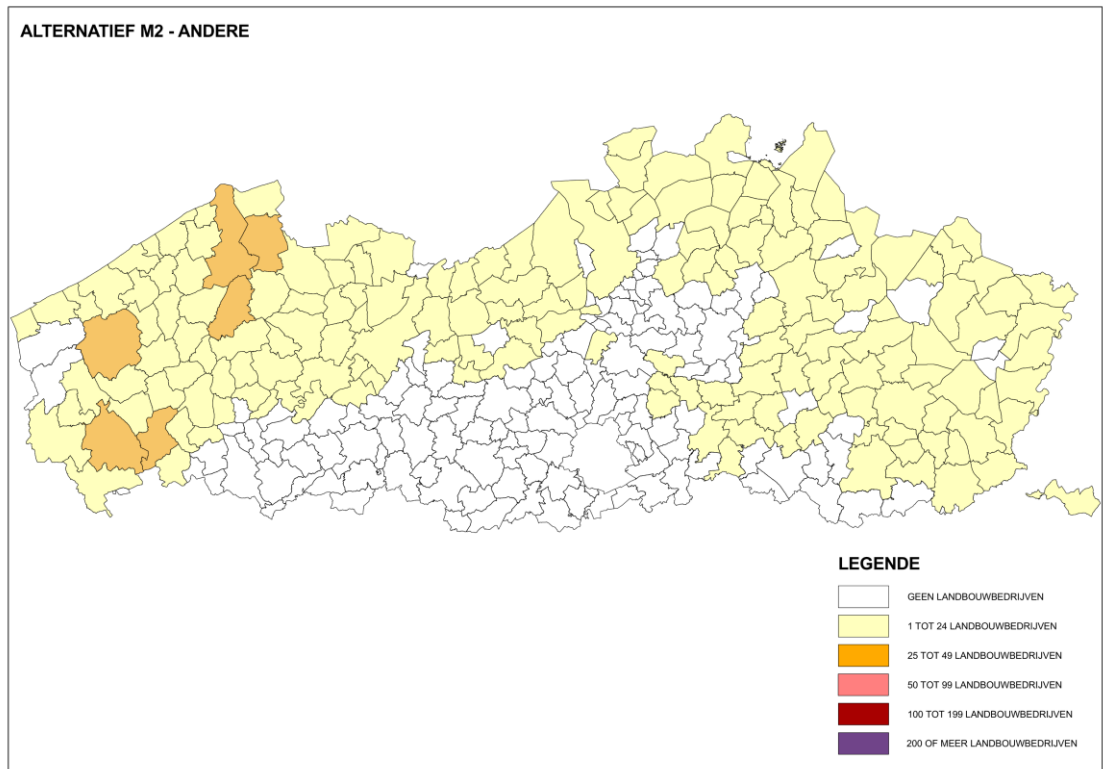 ALTERNATIEF M2 - ANDERE
LEGENDE
GEEN LANDBOUWBEDRIJVEN
1 TOT 24 LANDBOUWBEDRIJVEN
25 TOT 49 LANDBOUWBEDRIJVEN
50 TOT 99 LANDBOUWBEDRIJVEN
100 TOT 199 LANDBOUWBEDRIJVEN
200 OF MEER LANDBOUWBEDRIJVEN